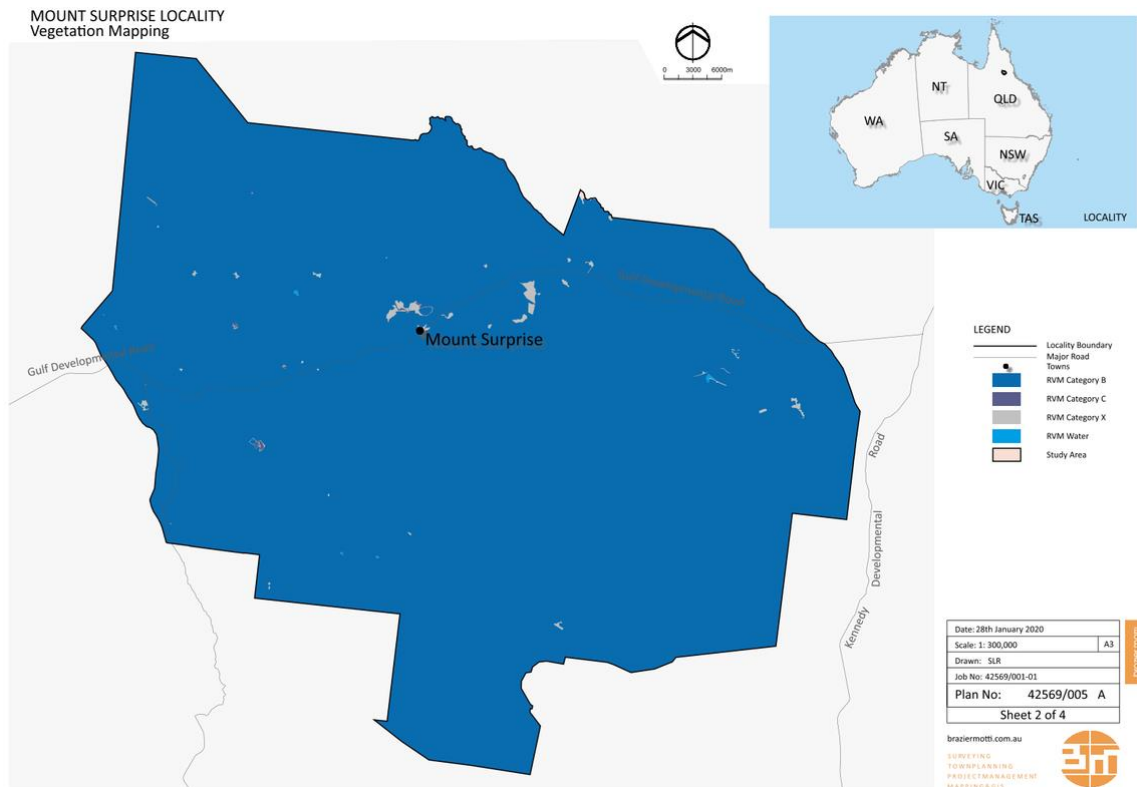 MOUNT SURPRISE LOCALITY
Vegetation Mapping
0 3000 6000m
WA
NT
QLD
SA
NSW
VIC
TAS
LOCALITY
Mount Surprise
Gulf Developmental Road
Kennedy Developmental Road
LEGEND
Locality Boundary
Major Road
Towns
RVM Category B
RVM Category C
RVM Category X
RVM Water
Study Area
Date: 28th January 2020
Scale: 1: 300,000 A3
Drawn: SLR
Job No: 42569/001-01
Plan No: 42569/005 A
Sheet 2 of 4
braziermotti.com.au
SURVEYING
TOWNPLANNING
PROJECTMANAGEMENT